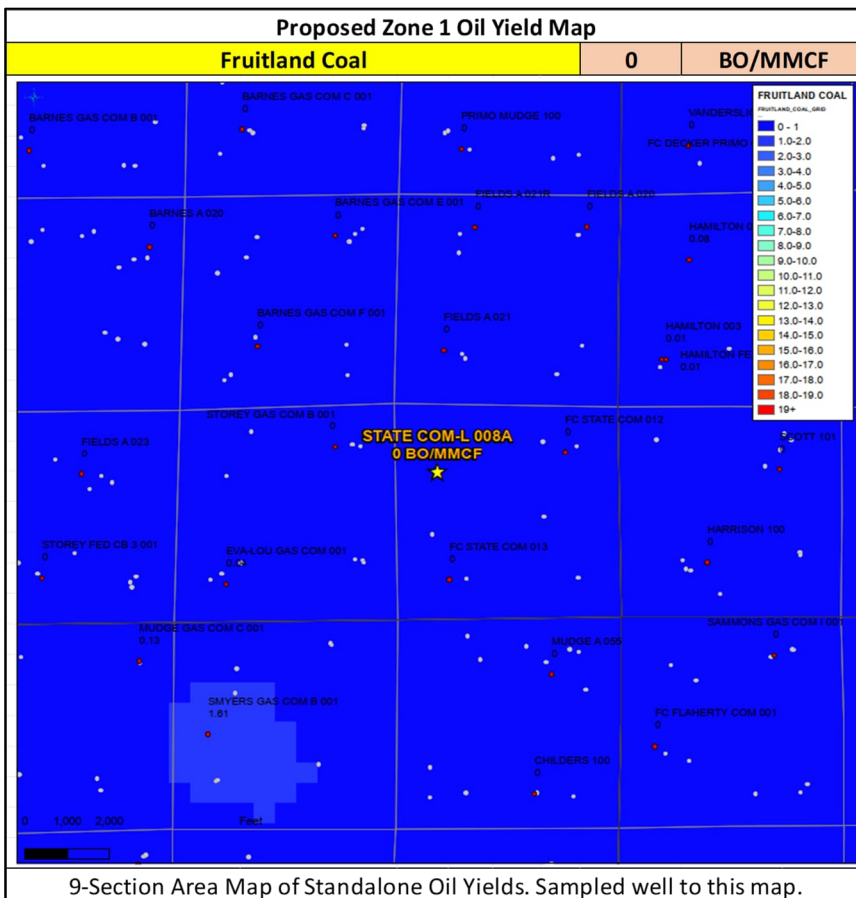 Proposed Zone 1 Oil Yield Map
Fruitland Coal 0 BO/MMCF
BARNES GAS COM C 001
0
BARNES GAS COM B 001
0
PRIMO MUDGE 100
0
0
FC DECKER PRIMO
FRUITLAND COAL
FRUITLAND_COAL_GRID
0 - 1
1.0-2.0
2.0-3.0
3.0-4.0
4.0-5.0
5.0-6.0
6.0-7.0
7.0-8.0
8.0-9.0
9.0-10.0
10.0-11.0
11.0-12.0
12.0-13.0
13.0-14.0
14.0-15.0
15.0-16.0
16.0-17.0
17.0-18.0
18.0-19.0
19+
BARNES A 020
0
BARNES GAS COM E 001
0
FIELDS A 021R
0
FIELDS A 020
0
HAMILTON
0.08
BARNES GAS COM F 001
0
FIELDS A 021
0
HAMILTON 003
0.01
HAMILTON FE
0.01
STOREY GAS COM B 001
0
STATE COM-L 008A
0 BO/MMCF
FC STATE COM 012
0
FIELDS A 023
0
SCOTT 101
0
STOREY FED CB 3 001
0
EVA-LOU GAS COM 001
FC STATE COM 013
0
HARRISON 100
0
MUDGE GAS COM C 001
0.13
MUDGE A 055
0
SAMMONS GAS COM I 001
0
SMYERS GAS COM B 001
1.61
FC FLAHERTY COM 001
0
CHILDERS 100
0
0 1,000 2,000 Feet
9-Section Area Map of Standalone Oil Yields. Sampled well to this map.